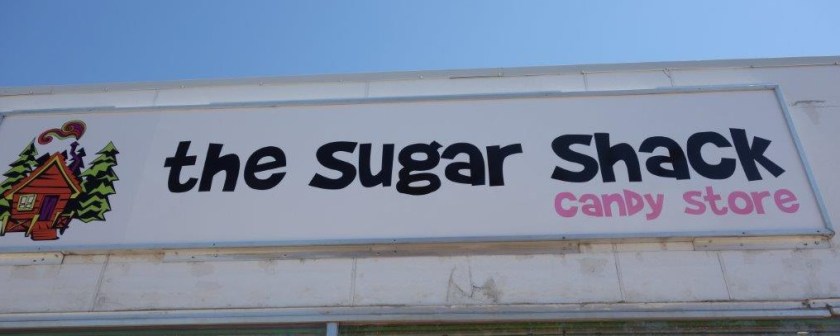 the sugar shack
candy store